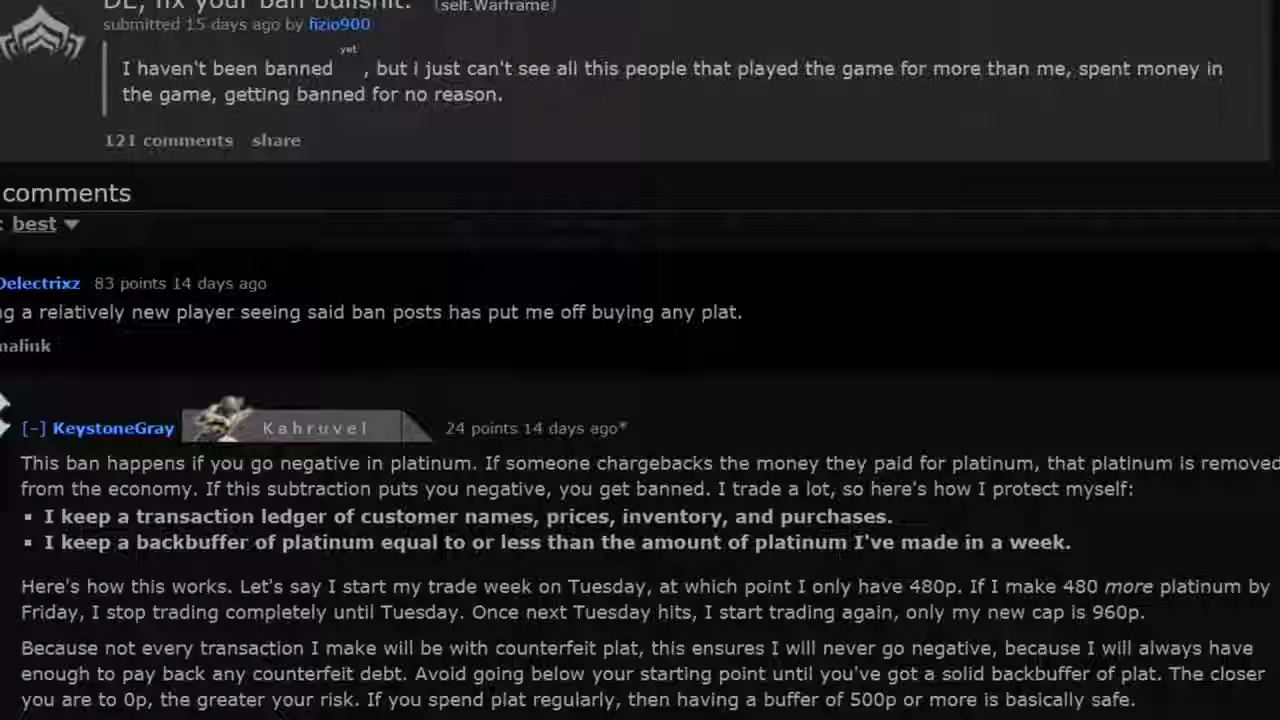 DE, fix your ban bullshit. (self.Warframe)
submitted 15 days ago by fizio900
I haven't been banned yet, but i just can't see all this people that played the game for more than me, spent money in
the game, getting banned for no reason.
121 comments share
comments
: best ▼
Delectrixz 83 points 14 days ago
ng a relatively new player seeing said ban posts has put me off buying any plat.
malink
[–] KeystoneGray Kahruvel 24 points 14 days ago*
This ban happens if you go negative in platinum. If someone chargebacks the money they paid for platinum, that platinum is removed
from the economy. If this subtraction puts you negative, you get banned. I trade a lot, so here's how I protect myself:
▪ I keep a transaction ledger of customer names, prices, inventory, and purchases.
▪ I keep a backbuffer of platinum equal to or less than the amount of platinum I've made in a week.
Here's how this works. Let's say I start my trade week on Tuesday, at which point I only have 480p. If I make 480 more platinum by
Friday, I stop trading completely until Tuesday. Once next Tuesday hits, I start trading again, only my new cap is 960p.
Because not every transaction I make will be with counterfeit plat, this ensures I will never go negative, because I will always have
enough to pay back any counterfeit debt. Avoid going below your starting point until you've got a solid backbuffer of plat. The closer
you are to 0p, the greater your risk. If you spend plat regularly, then having a buffer of 500p or more is basically safe.